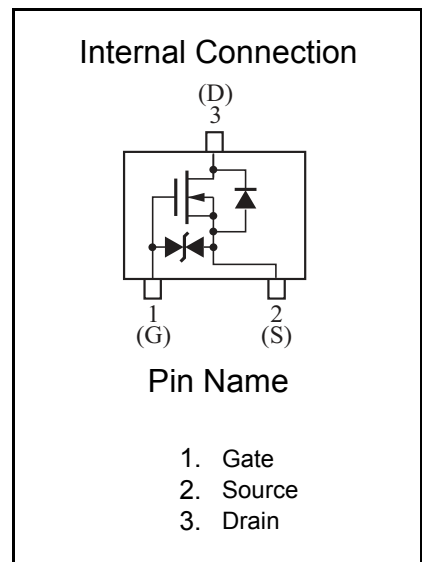 Internal Connection
(D)
3
1 2
(G) (S)
Pin Name
1. Gate
2. Source
3. Drain